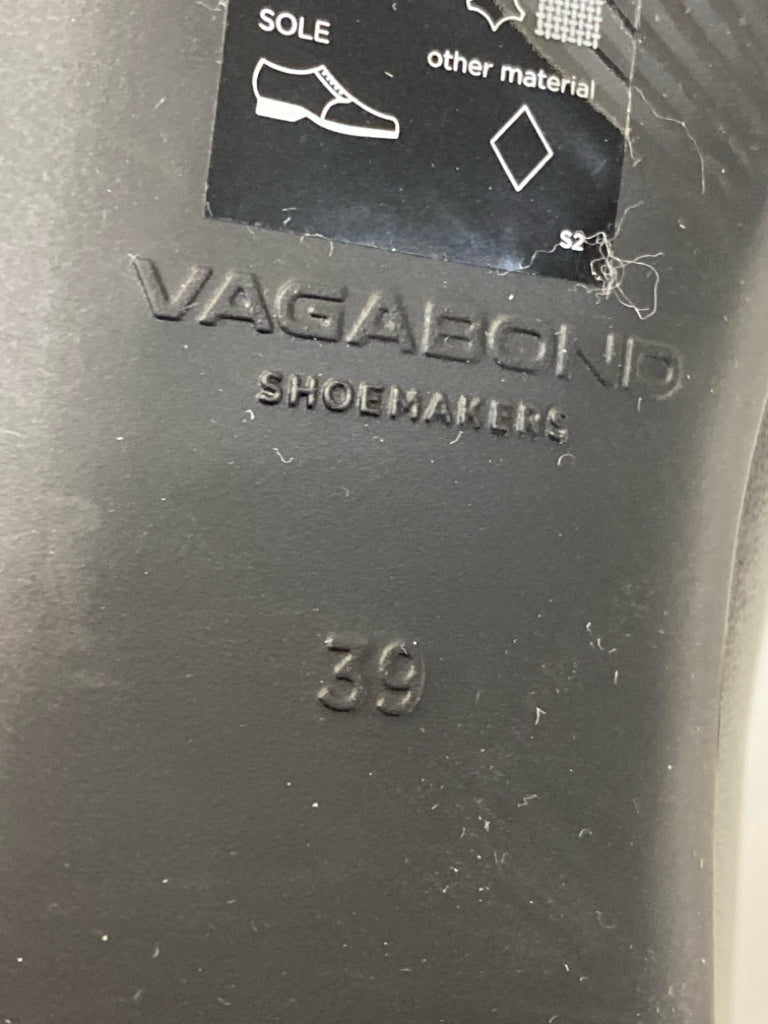 SOLE
other material
S2
VAGABOND
SHOEMAKERS
39